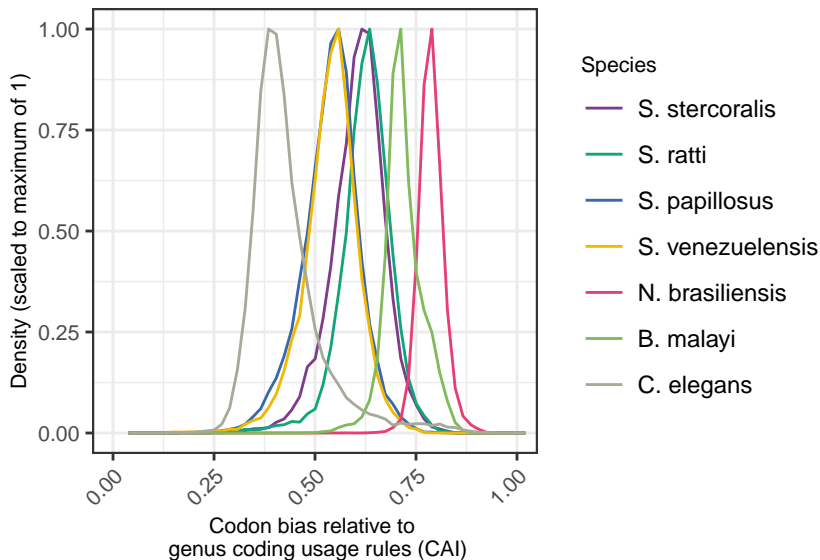 Density (scaled to maximum of 1)
1.00
0.75
0.50
0.25
0.00
0.00
0.25
0.50
0.75
1.00
Codon bias relative to
genus coding usage rules (CAI)
Species
S. stercoralis
S. ratti
S. papillosus
S. venezuelensis
N. brasiliensis
B. malayi
C. elegans